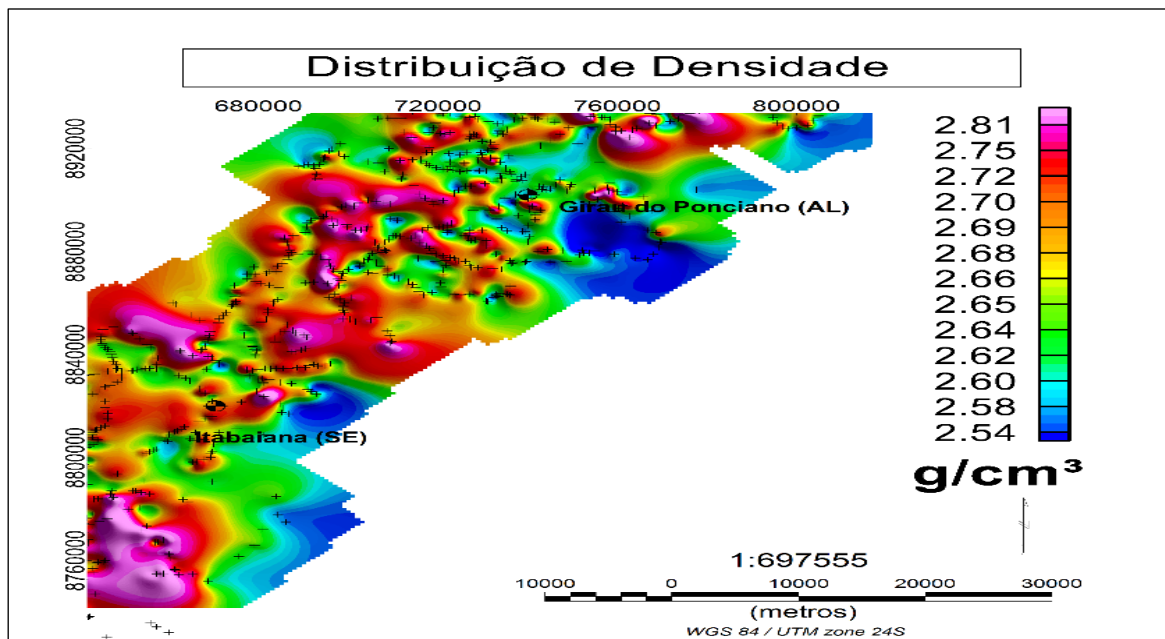 Distribuição de Densidade
680000 720000 760000 800000
8820000
8880000
8840000
8800000
8760000
Girau do Ponciano (AL)
Itabaiana (SE)
2.81
2.75
2.72
2.70
2.69
2.68
2.66
2.65
2.64
2.62
2.60
2.58
2.54
g/cm³
1:697555
10000 0 10000 20000 30000
(metros)
WGS 84 / UTM zone 24S